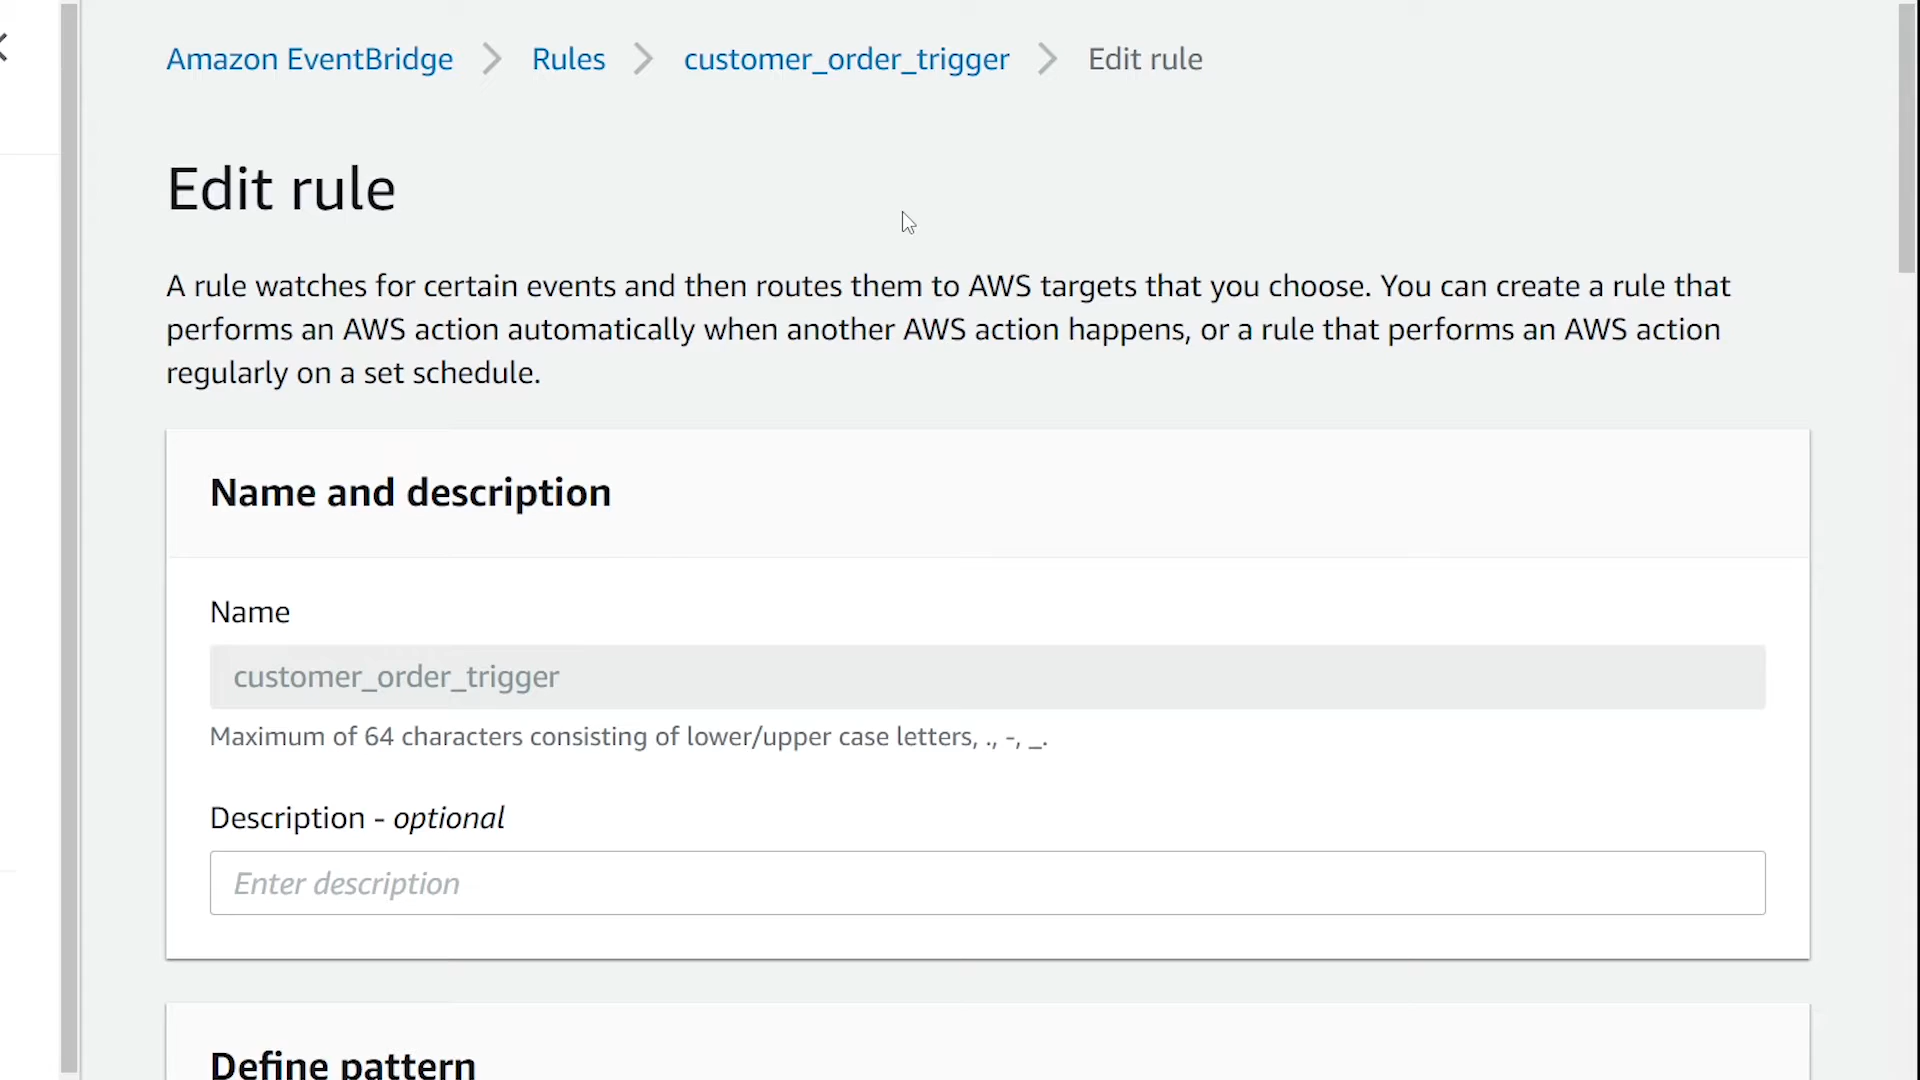 Amazon EventBridge > Rules > customer_order_trigger > Edit rule
Edit rule
A rule watches for certain events and then routes them to AWS targets that you choose. You can create a rule that
performs an AWS action automatically when another AWS action happens, or a rule that performs an AWS action
regularly on a set schedule.
Name and description
Name
customer_order_trigger
Maximum of 64 characters consisting of lower/upper case letters, ., -, _.
Description - optional
Enter description
Define pattern